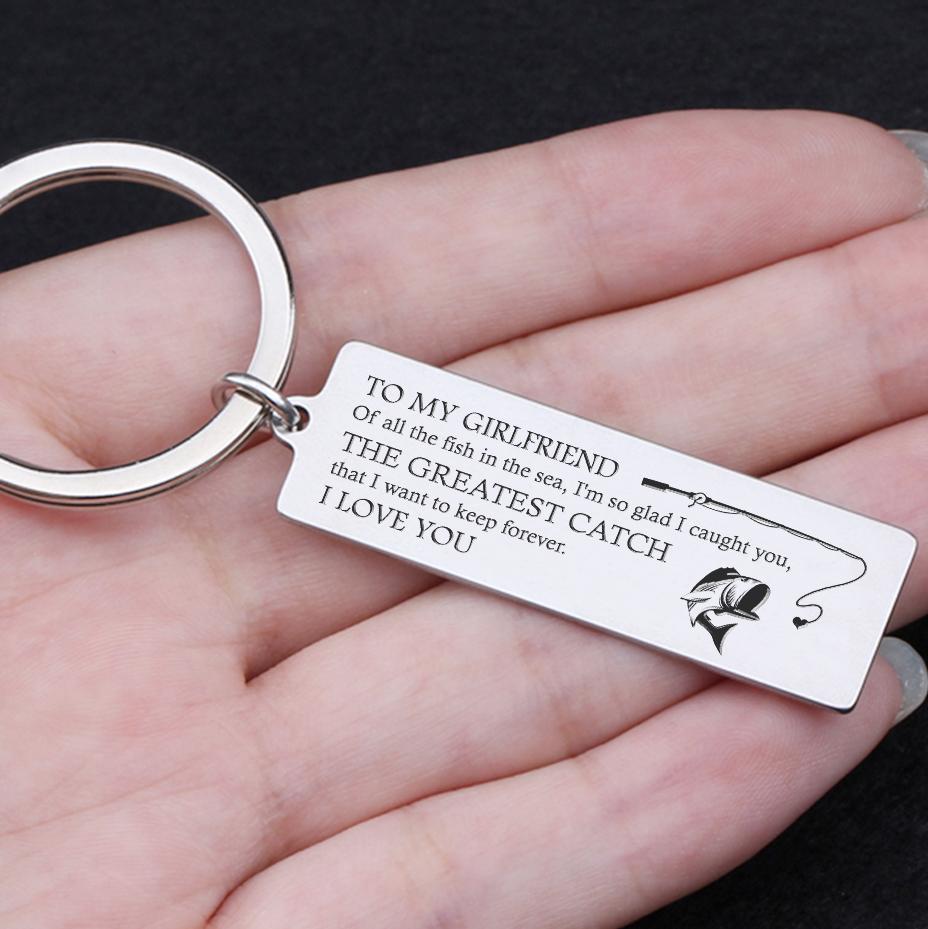 TO MY GIRLFRIEND
Of all the fish in the sea, I'm so glad I caught you,
THE GREATEST CATCH
that I want to keep forever.
I LOVE YOU